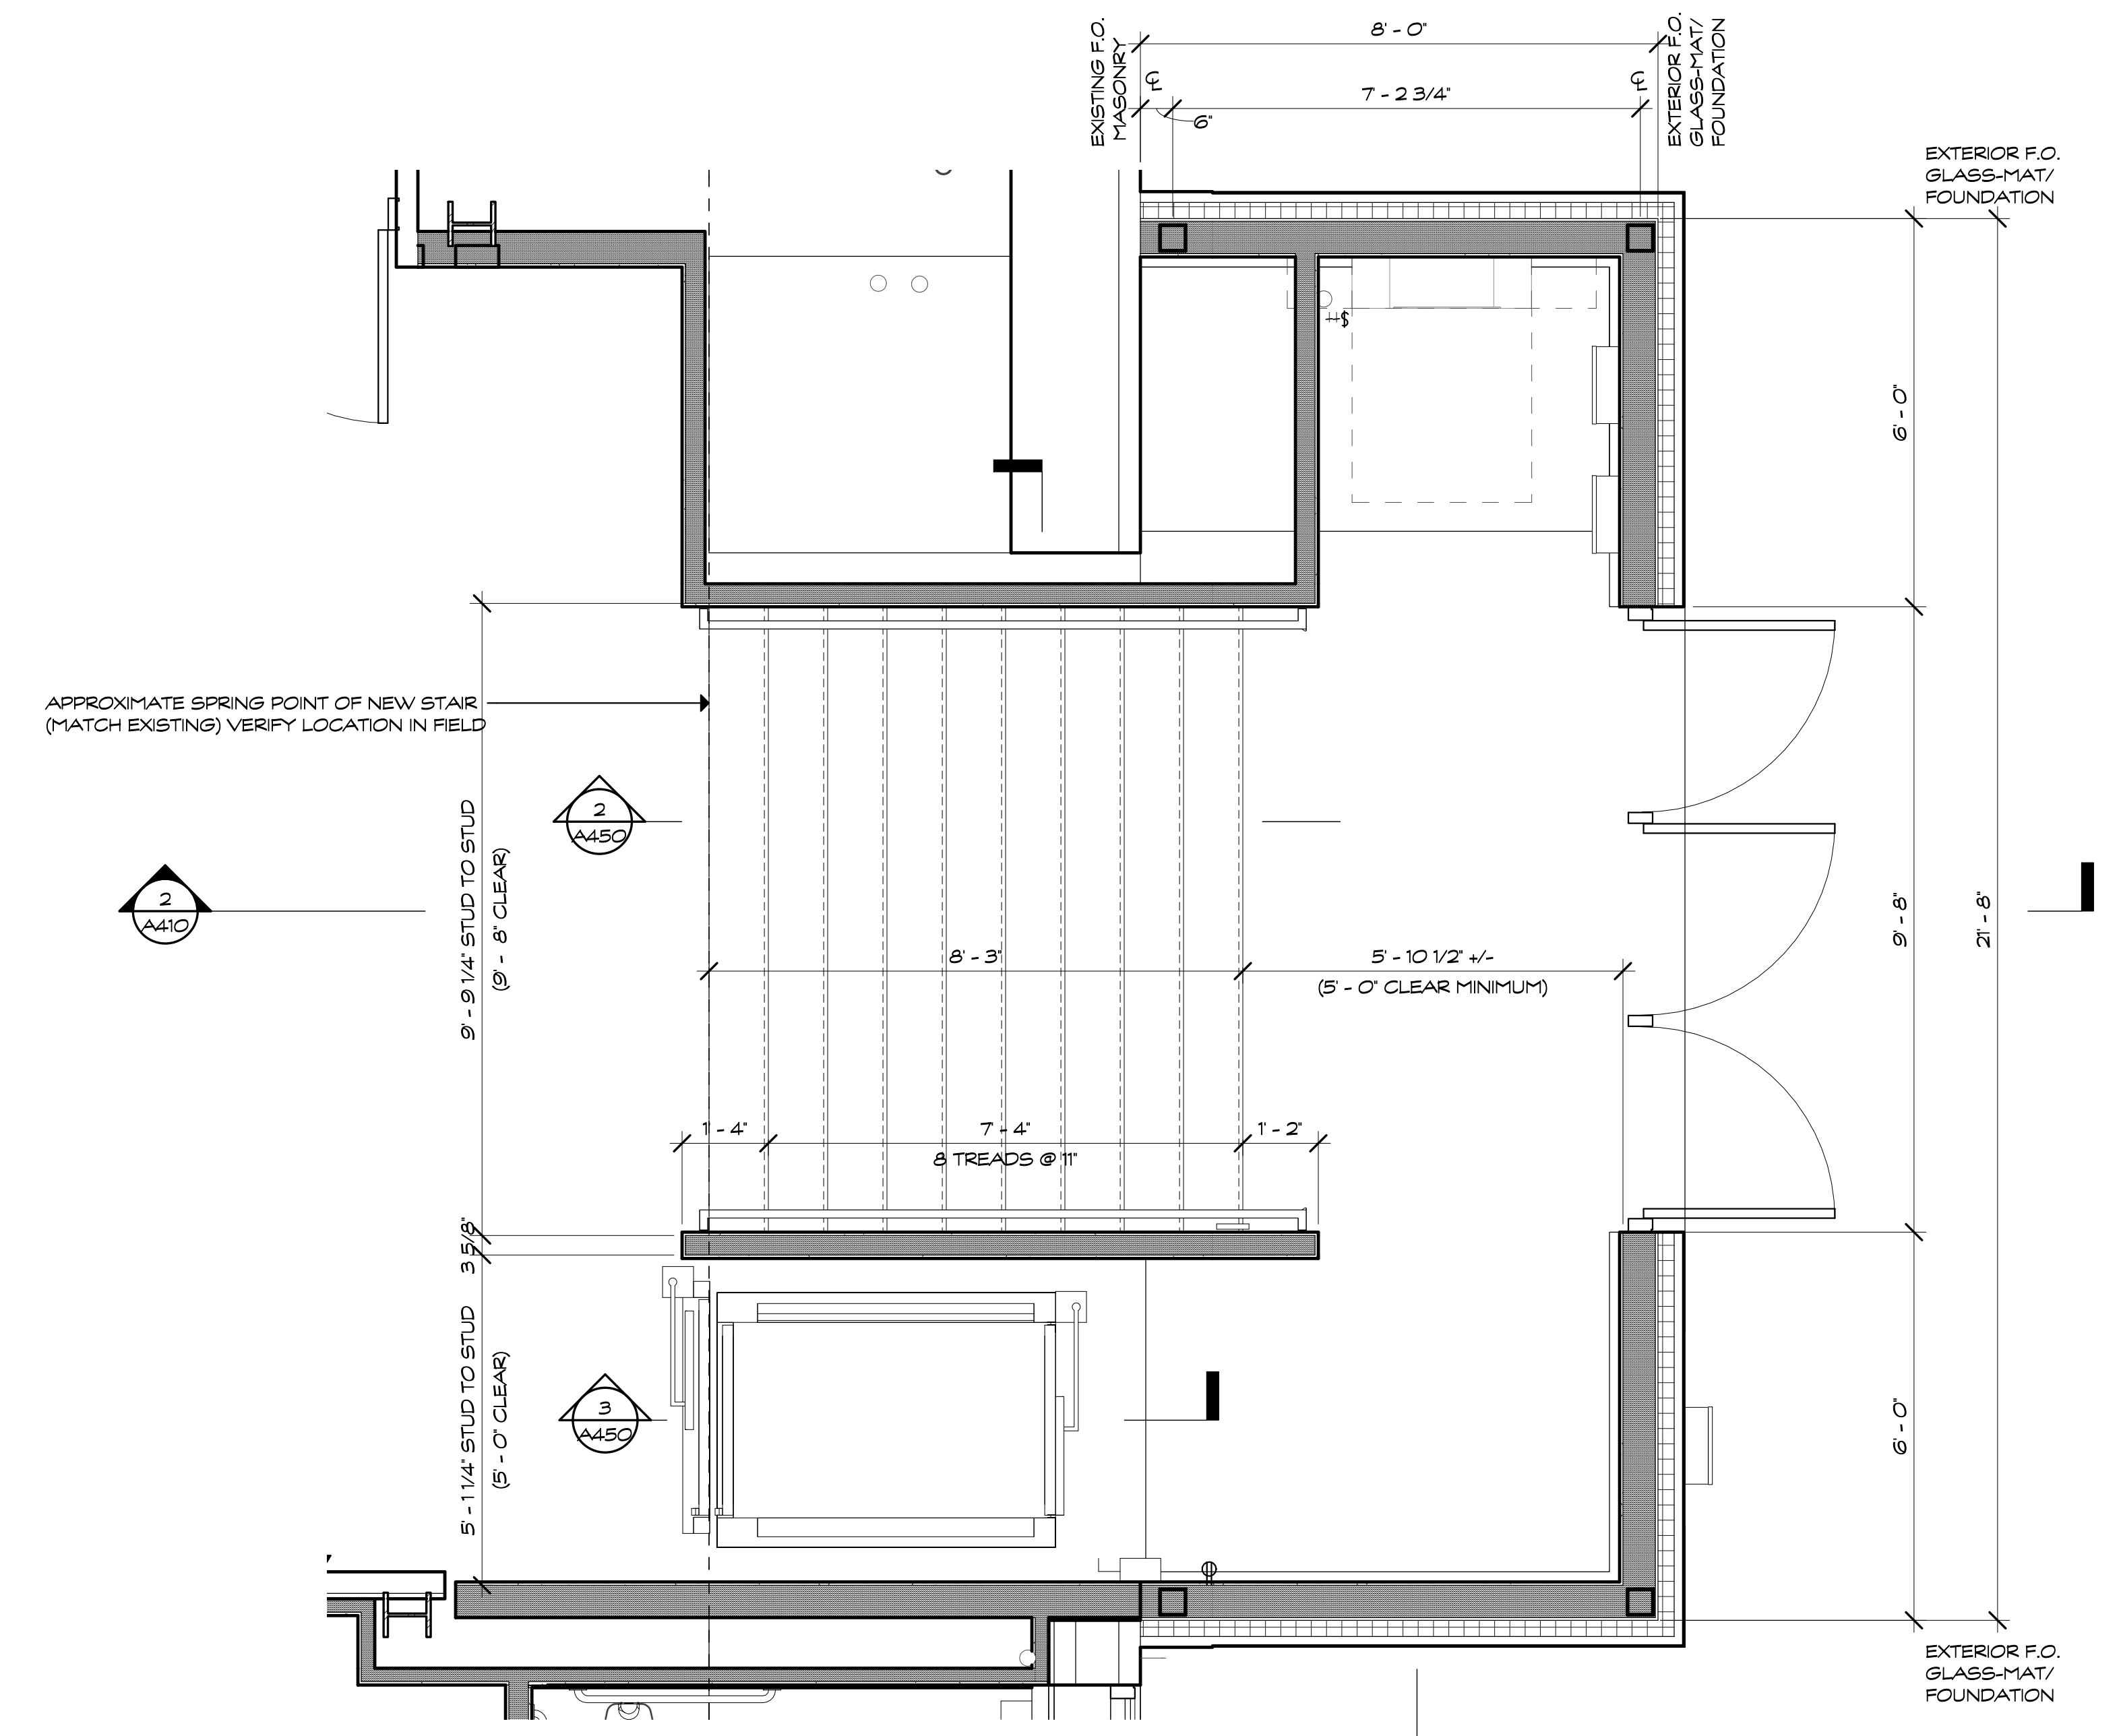 EXISTING F.O.
MASONRY
8' - 0"
EXTERIOR F.O.
GLASS-MAT/
FOUNDATION
℄
7' - 2 3/4"
℄
6"
EXTERIOR F.O.
GLASS-MAT/
FOUNDATION
#$
6' - 0"
APPROXIMATE SPRING POINT OF NEW STAIR
(MATCH EXISTING) VERIFY LOCATION IN FIELD
2
A450
2
A410
9' - 9 1/4" STUD TO STUD
(9' - 8" CLEAR)
8' - 3"
5' - 10 1/2" +/-
(5' - 0" CLEAR MINIMUM)
9' - 8"
21' - 8"
1' - 4"
7' - 4"
1' - 2"
8 TREADS @ 11"
3 5/8"
5' - 1 1/4" STUD TO STUD
(5' - 0" CLEAR)
3
A450
6' - 0"
EXTERIOR F.O.
GLASS-MAT/
FOUNDATION